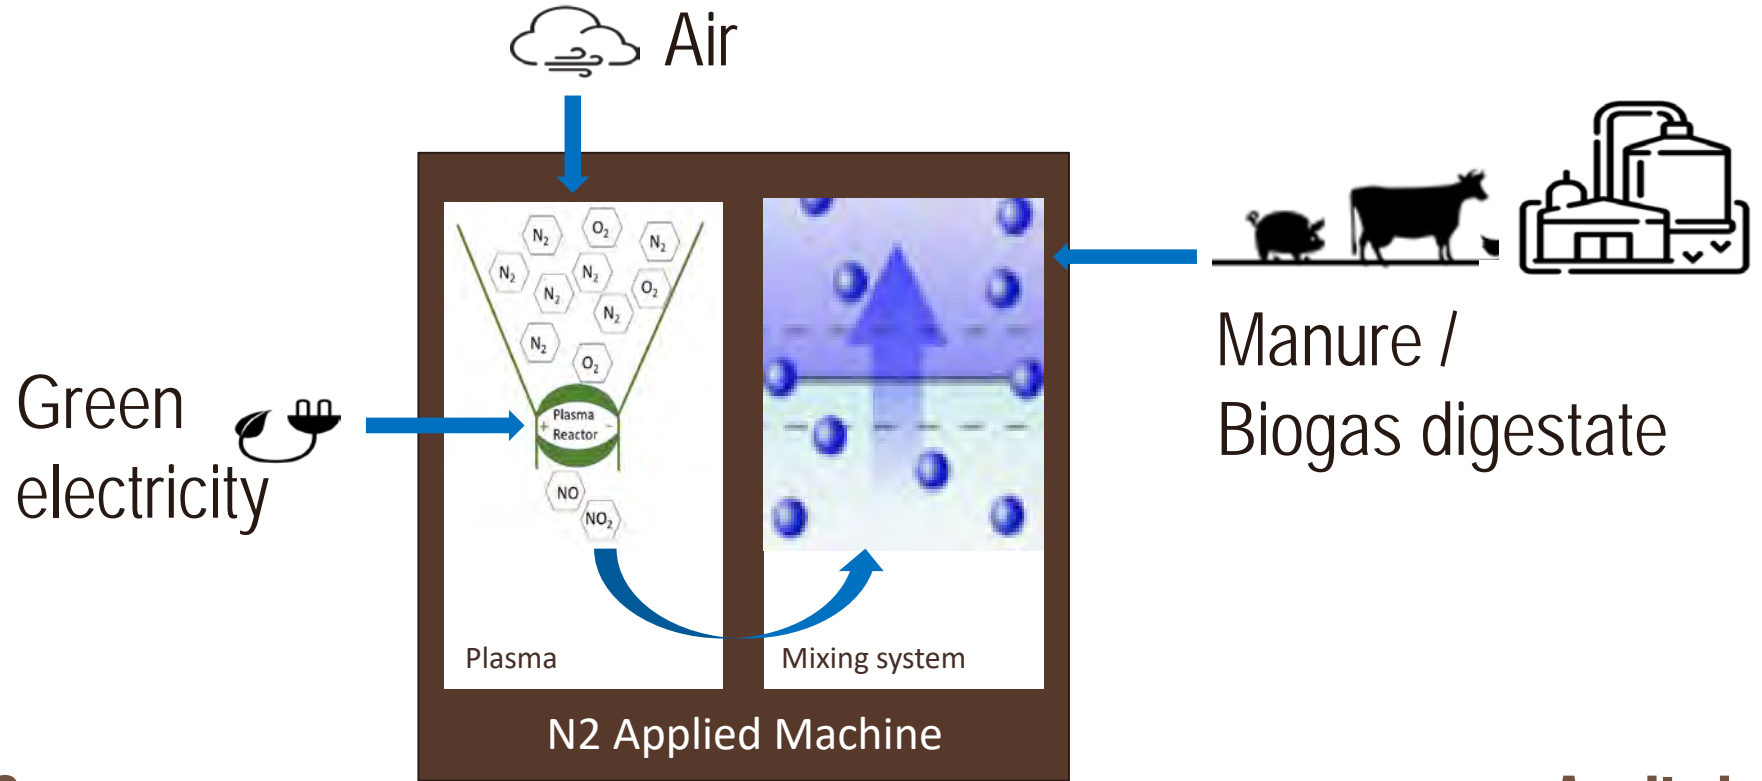 Air
N2
O2
N2
N2
N2
O2
N2
N2
N2
O2
Plasma
+ Reactor -
NO
NO2
Green
electricity
Manure /
Biogas digestate
Plasma
Mixing system
N2 Applied Machine